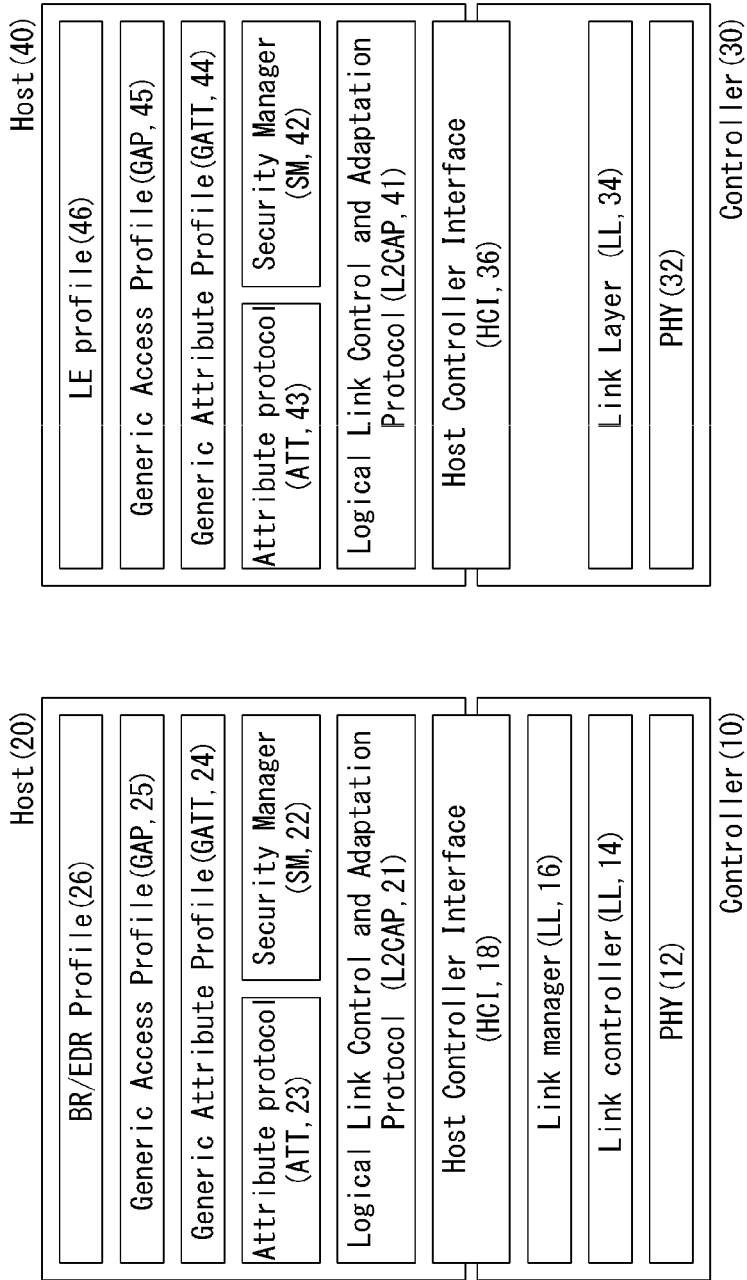 Host(20)
BR/EDR Profile(26)
Generic Access Profile(GAP, 25)
Generic Attribute Profile(GATT, 24)
Attribute protocol
(ATT, 23)
Security Manager
(SM, 22)
Logical Link Control and Adaptation
Protocol (L2CAP, 21)
Host Controller Interface
(HCI, 18)
Link manager(LL, 16)
Link controller(LL, 14)
PHY(12)
Controller(10)
Host(40)
LE profile(46)
Generic Access Profile(GAP, 45)
Generic Attribute Profile(GATT, 44)
Attribute protocol
(ATT, 43)
Security Manager
(SM, 42)
Logical Link Control and Adaptation
Protocol(L2CAP, 41)
Host Controller Interface
(HCI, 36)
Link Layer (LL, 34)
PHY(32)
Controller(30)